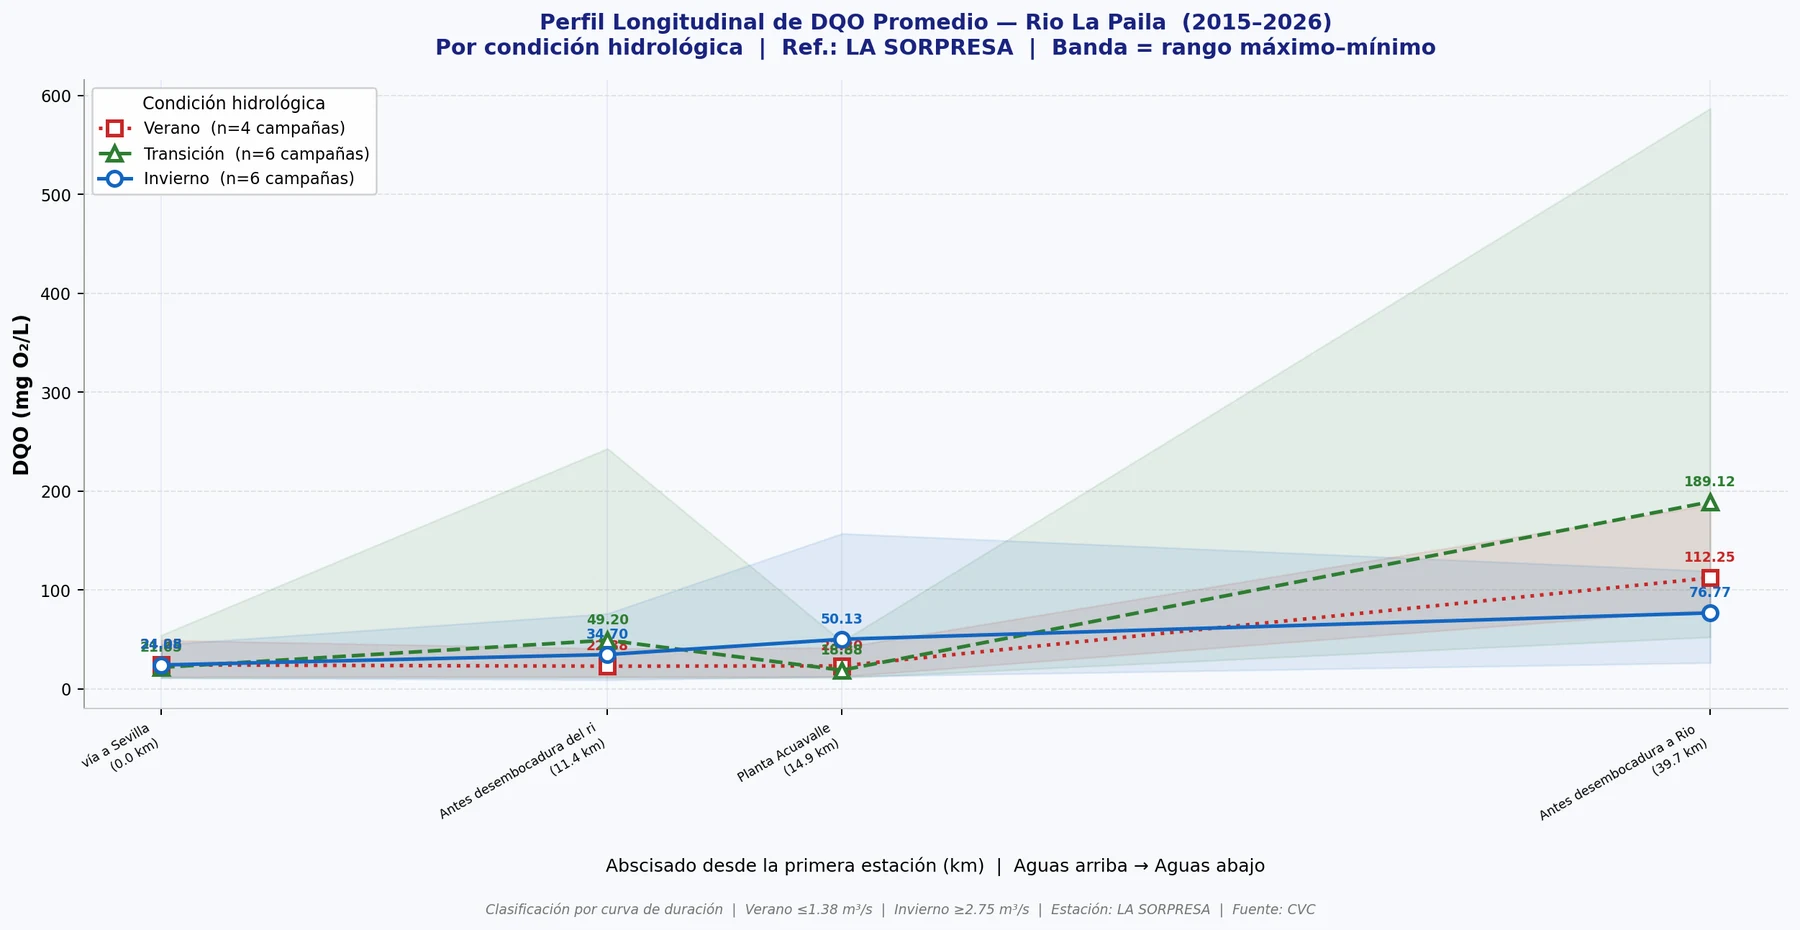 Perfil Longitudinal de DQO Promedio — Rio La Paila  (2015–2026)
Por condición hidrológica  |  Ref.: LA SORPRESA  |  Banda = rango máximo–mínimo
DQO (mg O₂/L)
600
500
400
300
200
100
0
Condición hidrológica
Verano  (n=4 campañas)
Transición  (n=6 campañas)
Invierno  (n=6 campañas)
49.20
34.70
50.13
189.12
112.25
76.77
vía a Sevilla
(0.0 km)
Antes desembocadura del ri
(11.4 km)
Planta Acuavalle
(14.9 km)
Antes desembocadura a Rio
(39.7 km)
Abscisado desde la primera estación (km)  |  Aguas arriba → Aguas abajo
Clasificación por curva de duración  |  Verano ≤1.38 m³/s  |  Invierno ≥2.75 m³/s  |  Estación: LA SORPRESA  |  Fuente: CVC